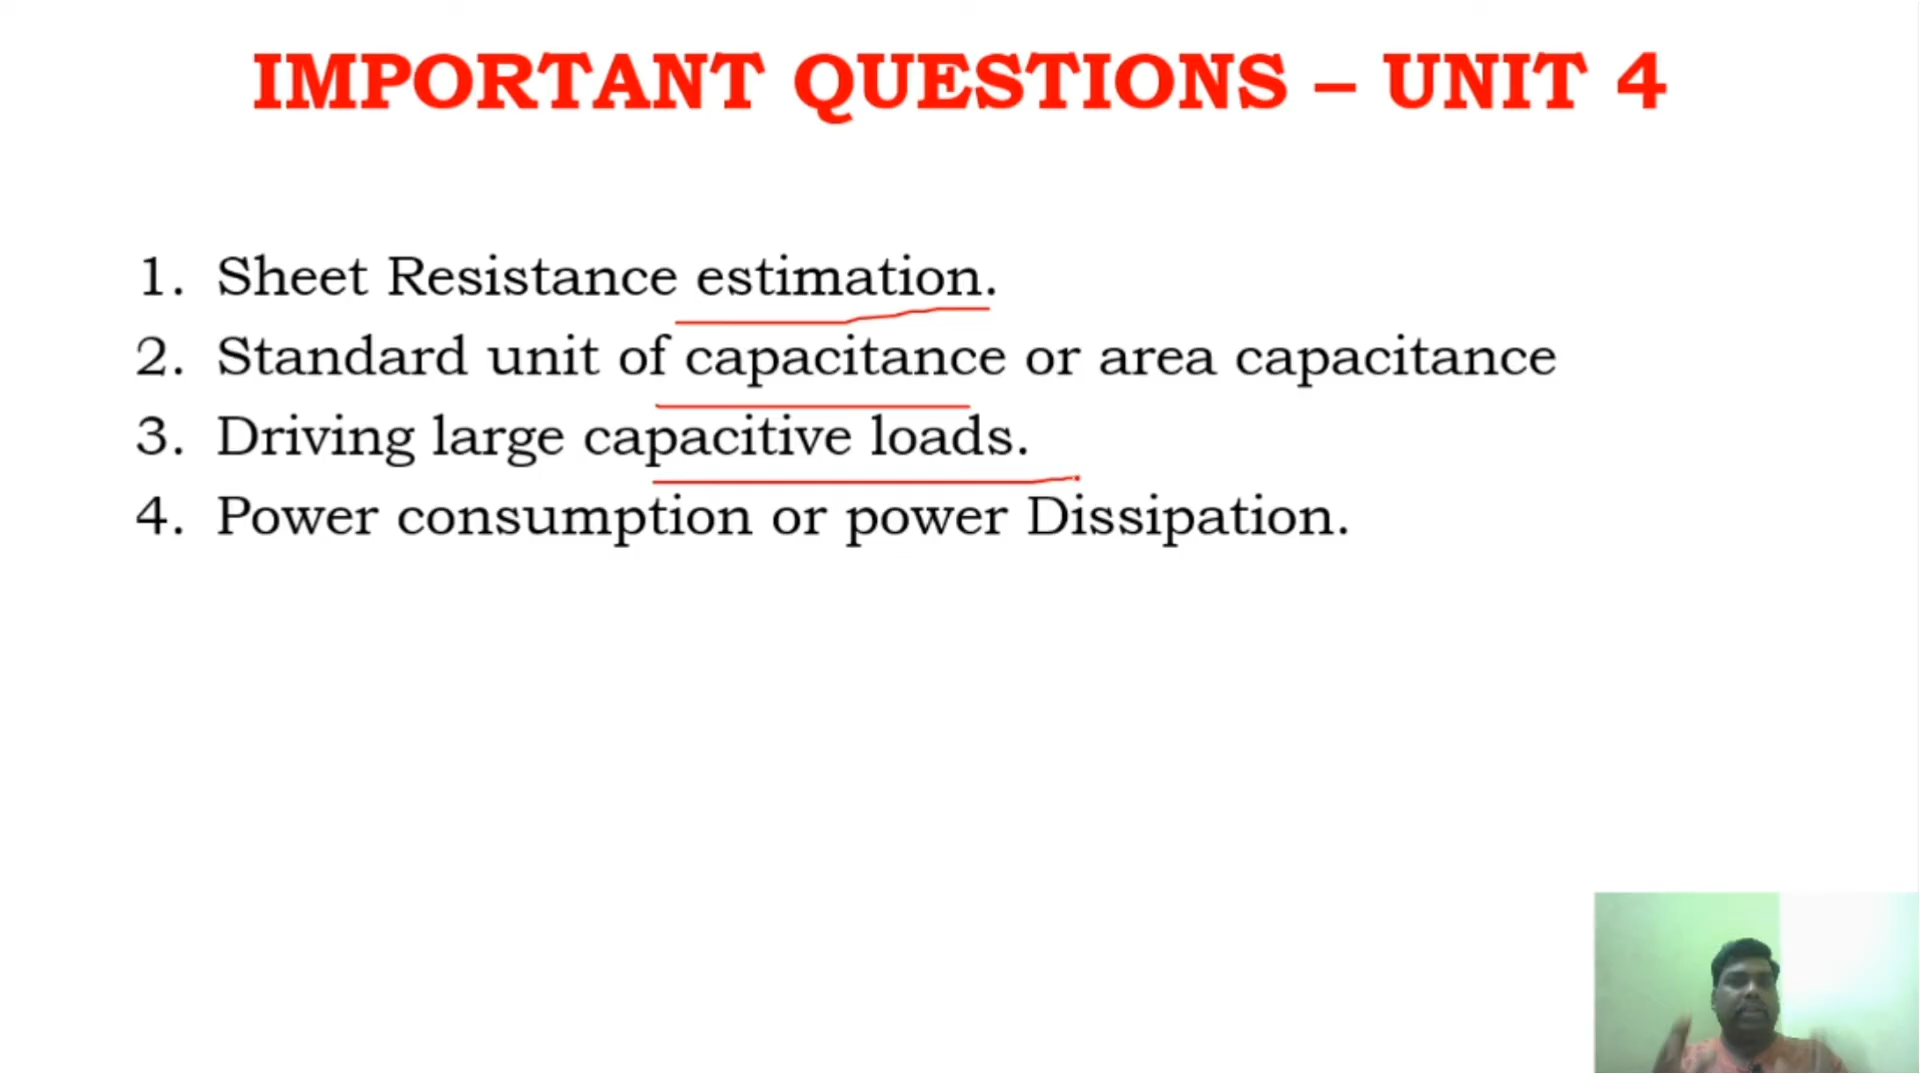 IMPORTANT QUESTIONS – UNIT 4
1. Sheet Resistance estimation.
2. Standard unit of capacitance or area capacitance
3. Driving large capacitive loads.
4. Power consumption or power Dissipation.